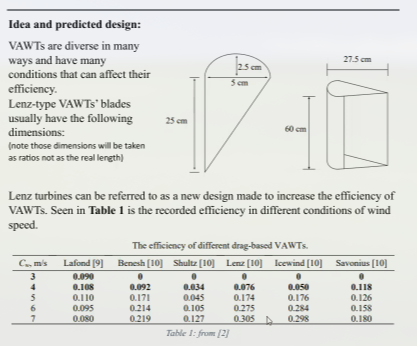 Idea and predicted design:
VAWTs are diverse in many
ways and have many
conditions that can affect their
efficiency.
Lenz-type VAWTs' blades
usually have the following
dimensions:
(note those dimensions will be taken
as ratios not as the real length)
2.5 cm
5 cm
25 cm
27.5 cm
60 cm
Lenz turbines can be referred to as a new design made to increase the efficiency of
VAWTs. Seen in Table 1 is the recorded efficiency in different conditions of wind
speed.
The efficiency of different drag-based VAWTs.
C∞, m/s Lafond [9] Benesh [10] Shultz [10] Lenz [10] Icewind [10] Savonius [10]
3 0.090 0 0 0 0 0
4 0.108 0.092 0.034 0.076 0.050 0.118
5 0.110 0.171 0.045 0.174 0.176 0.126
6 0.095 0.214 0.105 0.275 0.284 0.158
7 0.080 0.219 0.127 0.305 0.298 0.180
Table 1: from [2]